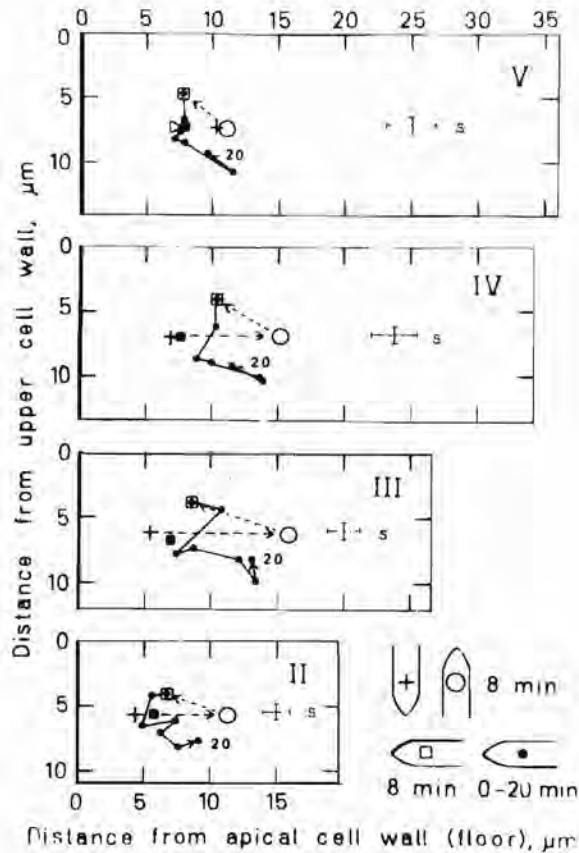 0 5 10 15 20 25 30 35
0
5
10
V
20
s
0
5
10
IV
20
s
0
5
10
III
20
s
0
5
10
II
20
s
0 5 10 15
8 min
8 min 0-20 min
Distance from upper cell wall, µm
Distance from apical cell wall (floor), µm